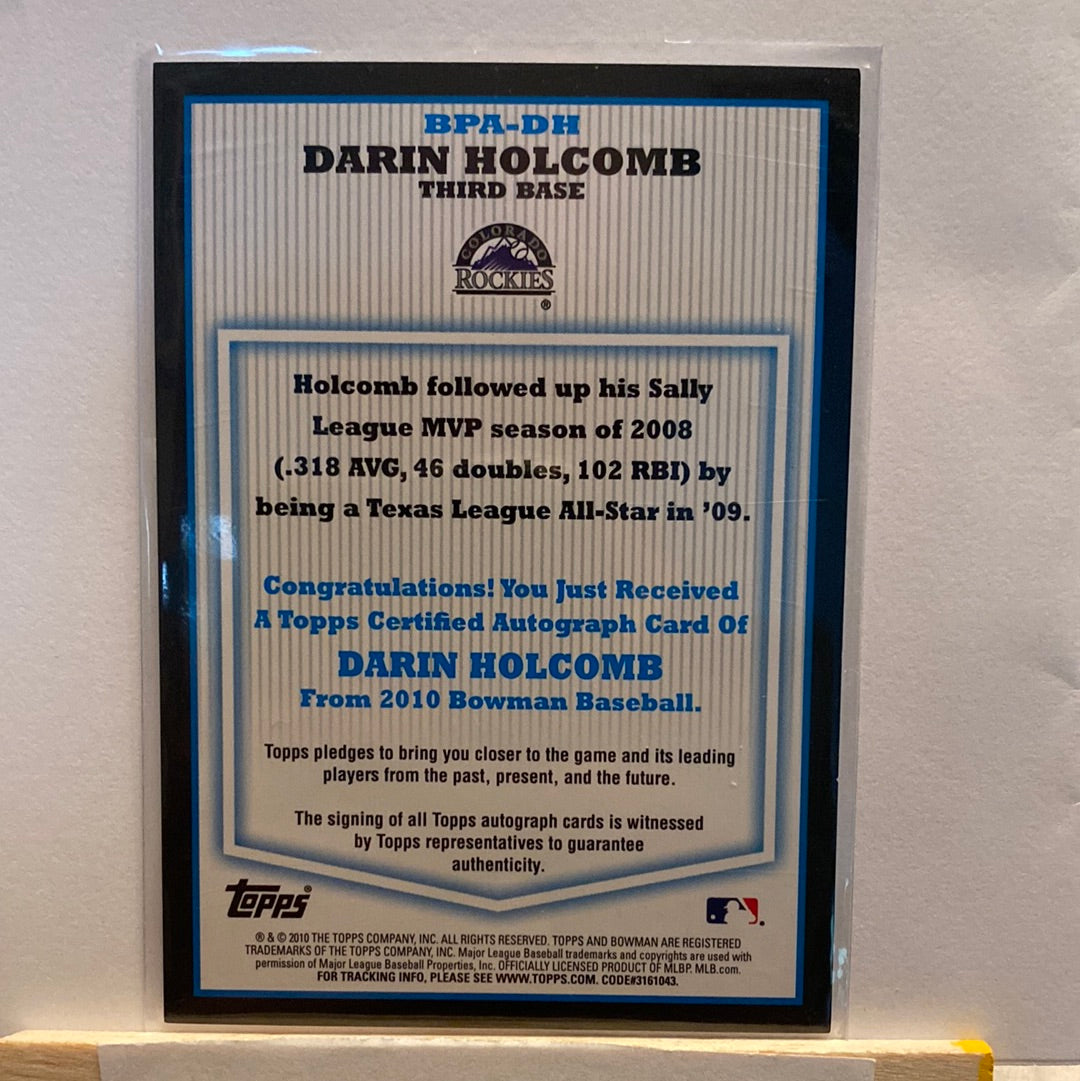 BPA-DH
DARIN HOLCOMB
THIRD BASE
COLORADO
ROCKIES
®
Holcomb followed up his Sally
League MVP season of 2008
(.318 AVG, 46 doubles, 102 RBI) by
being a Texas League All-Star in '09.
Congratulations! You Just Received
A Topps Certified Autograph Card Of
DARIN HOLCOMB
From 2010 Bowman Baseball.
Topps pledges to bring you closer to the game and its leading
players from the past, present, and the future.
The signing of all Topps autograph cards is witnessed
by Topps representatives to guarantee
authenticity.
Topps®
® & © 2010 THE TOPPS COMPANY, INC. ALL RIGHTS RESERVED. TOPPS AND BOWMAN ARE REGISTERED
TRADEMARKS OF THE TOPPS COMPANY, INC. Major League Baseball trademarks and copyrights are used with
permission of Major League Baseball Properties, Inc. OFFICIALLY LICENSED PRODUCT OF MLBP. MLB.com.
FOR TRACKING INFO, PLEASE SEE WWW.TOPPS.COM. CODE#3161043.